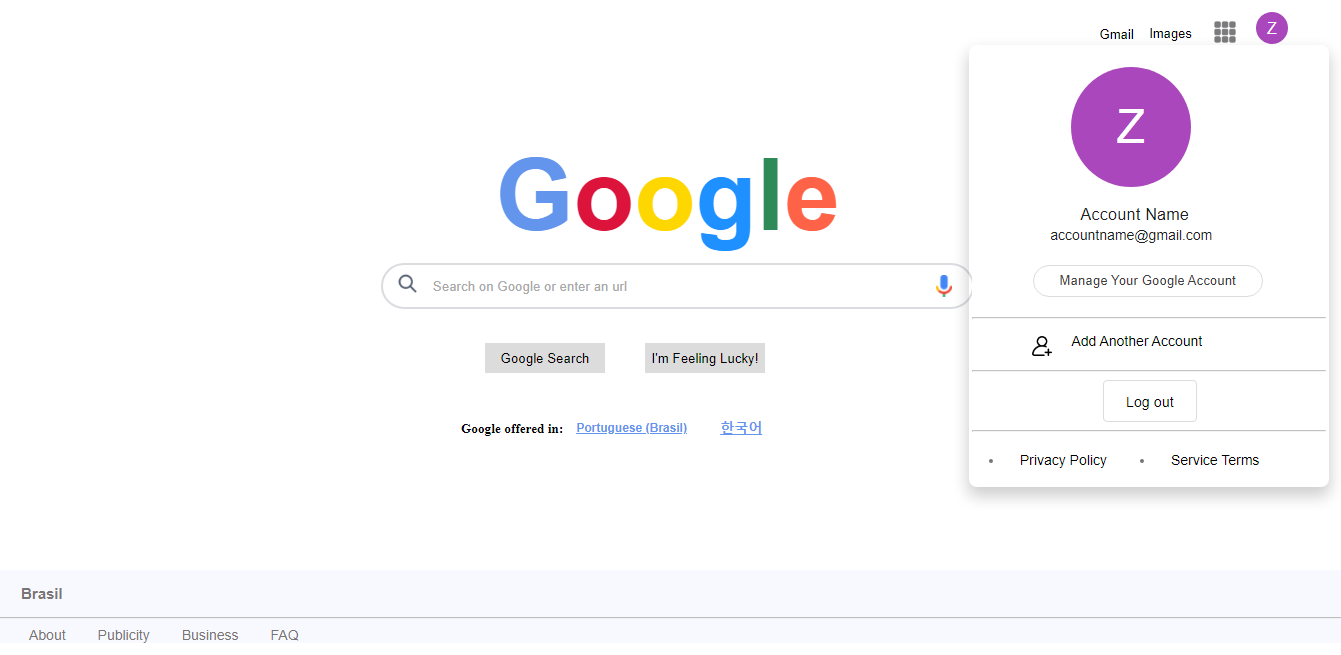 Gmail Images Z
Z
Account Name
accountname@gmail.com
Manage Your Google Account
Add Another Account
Log out
Privacy Policy Service Terms
Google
Search on Google or enter an url
Google Search I'm Feeling Lucky!
Google offered in: Portuguese (Brasil) 한국어
Brasil
About Publicity Business FAQ